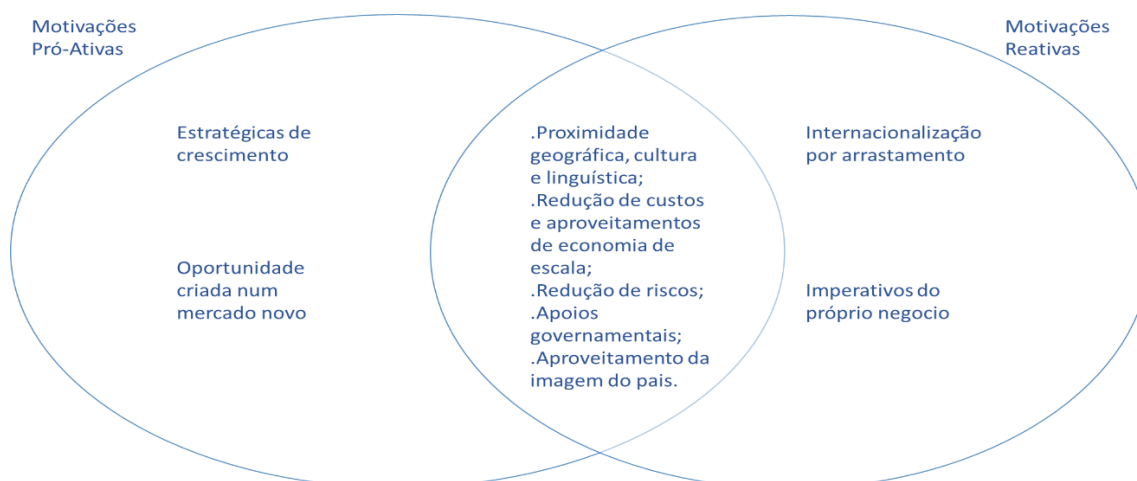 Motivações
Pró-Ativas
Motivações
Reativas
Estratégicas de
crescimento
Oportunidade
criada num
mercado novo
.Proximidade
geográfica, cultura
e linguística;
.Redução de custos
e aproveitamentos
de economia de
escala;
.Redução de riscos;
.Apoios
governamentais;
.Aproveitamento da
imagem do pais.
Internacionalização
por arrastamento
Imperativos do
próprio negocio